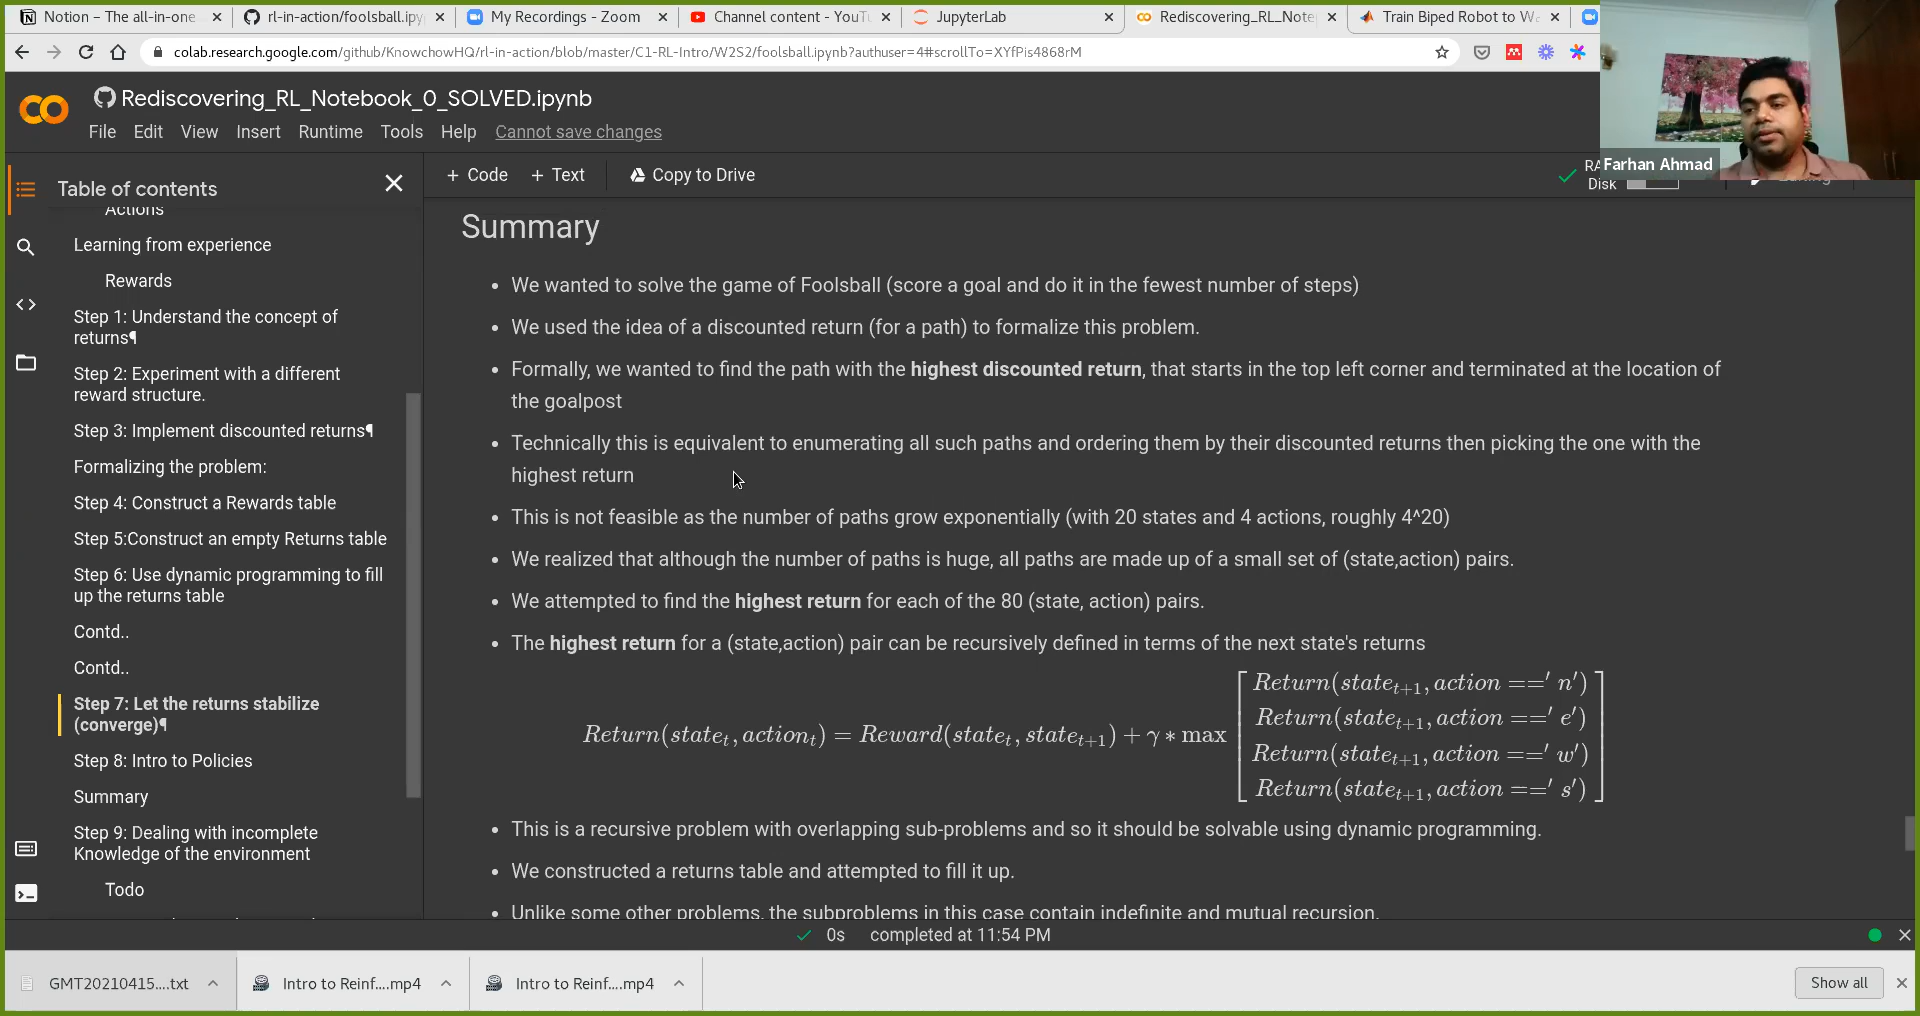 Notion – The all-in-one
rl-in-action/foolsball.ipy
My Recordings - Zoom
Channel content - YouTu
JupyterLab
Rediscovering_RL_Note
Train Biped Robot to Wa
colab.research.google.com/github/KnowchowHQ/rl-in-action/blob/master/C1-RL-Intro/W2S2/foolsball.ipynb?authuser=4#scrollTo=XYfPis4868rM
CO
Rediscovering_RL_Notebook_0_SOLVED.ipynb
File Edit View Insert Runtime Tools Help Cannot save changes
Farhan Ahmad
Table of contents
+ Code + Text Copy to Drive
RA
Disk
Actions
Learning from experience
Rewards
Step 1: Understand the concept of
returns¶
Step 2: Experiment with a different
reward structure.
Step 3: Implement discounted returns¶
Formalizing the problem:
Step 4: Construct a Rewards table
Step 5:Construct an empty Returns table
Step 6: Use dynamic programming to fill
up the returns table
Contd..
Contd..
Step 7: Let the returns stabilize
(converge)¶
Step 8: Intro to Policies
Summary
Step 9: Dealing with incomplete
Knowledge of the environment
Todo
Summary
• We wanted to solve the game of Foolsball (score a goal and do it in the fewest number of steps)
• We used the idea of a discounted return (for a path) to formalize this problem.
• Formally, we wanted to find the path with the highest discounted return, that starts in the top left corner and terminated at the location of
the goalpost
• Technically this is equivalent to enumerating all such paths and ordering them by their discounted returns then picking the one with the
highest return
• This is not feasible as the number of paths grow exponentially (with 20 states and 4 actions, roughly 4^20)
• We realized that although the number of paths is huge, all paths are made up of a small set of (state,action) pairs.
• We attempted to find the highest return for each of the 80 (state, action) pairs.
• The highest return for a (state,action) pair can be recursively defined in terms of the next state's returns
Return(state_t, action_t) = Reward(state_t, state_{t+1}) + γ * max
Return(state_{t+1}, action ==' n')
Return(state_{t+1}, action ==' e')
Return(state_{t+1}, action ==' w')
Return(state_{t+1}, action ==' s')
• This is a recursive problem with overlapping sub-problems and so it should be solvable using dynamic programming.
• We constructed a returns table and attempted to fill it up.
• Unlike some other problems, the subproblems in this case contain indefinite and mutual recursion.
0s completed at 11:54 PM
GMT20210415....txt
Intro to Reinf....mp4
Intro to Reinf....mp4
Show all